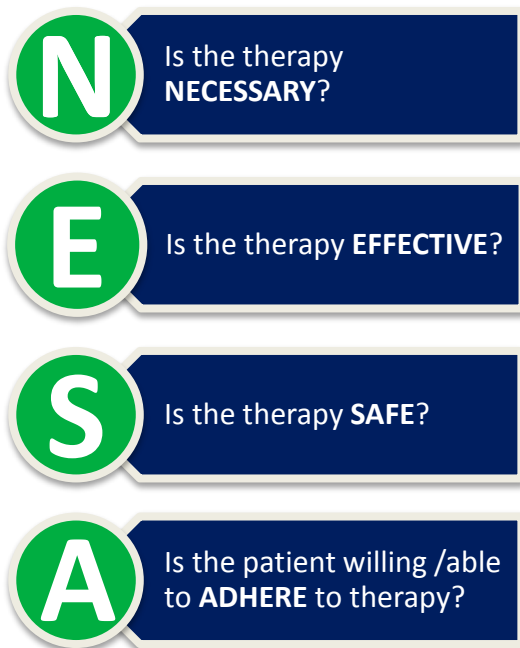 N
Is the therapy
NECESSARY?
E
Is the therapy EFFECTIVE?
S
Is the therapy SAFE?
A
Is the patient willing /able
to ADHERE to therapy?